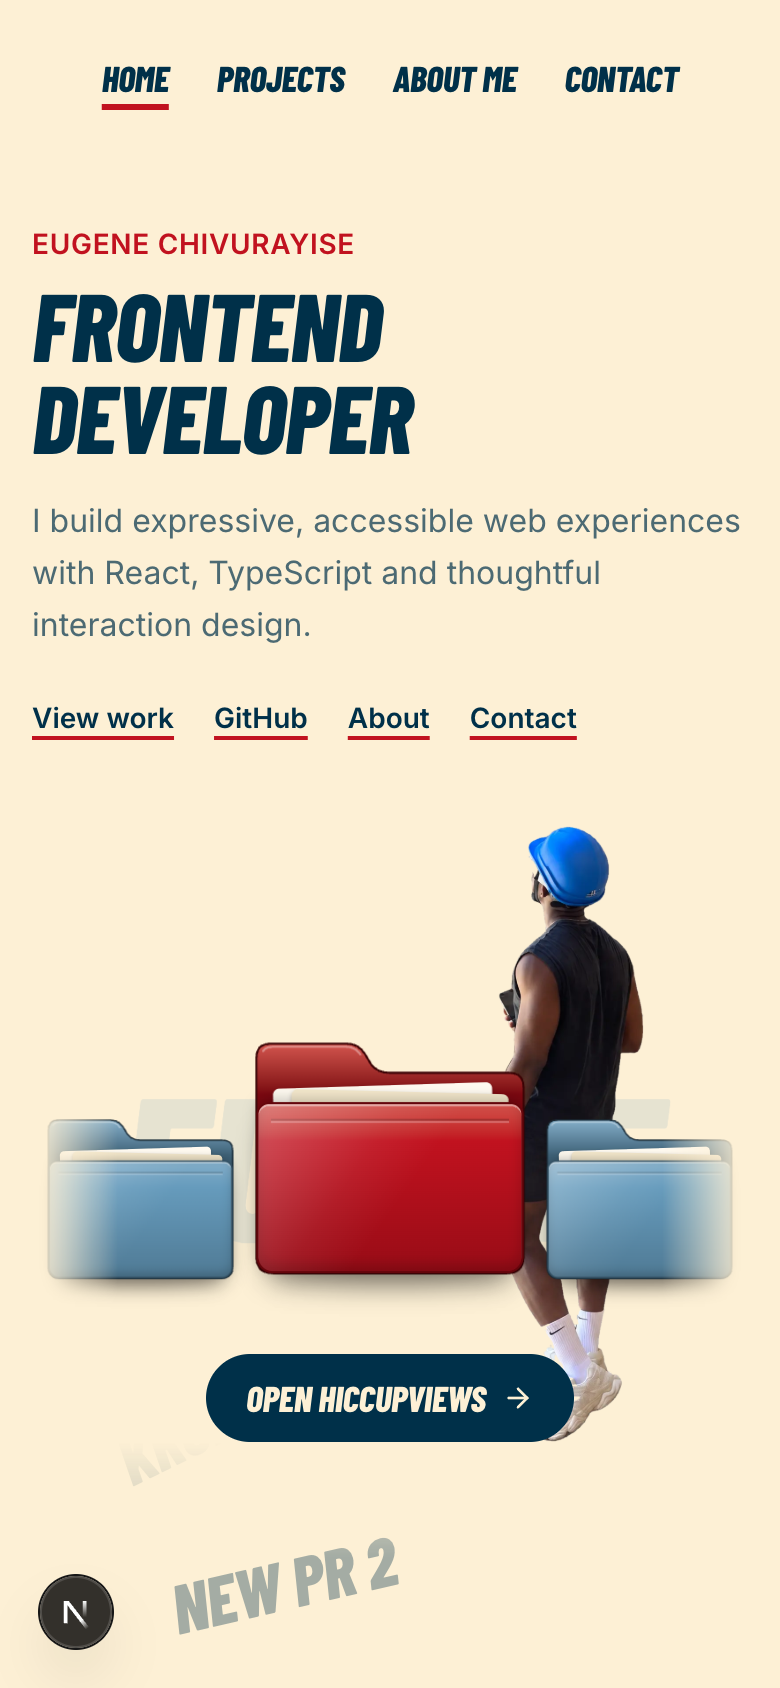 HOME PROJECTS ABOUT ME CONTACT
EUGENE CHIVURAYISE
FRONTEND
DEVELOPER
I build expressive, accessible web experiences
with React, TypeScript and thoughtful
interaction design.
View work GitHub About Contact
OPEN HICCUPVIEWS →
NEW PR 2
N